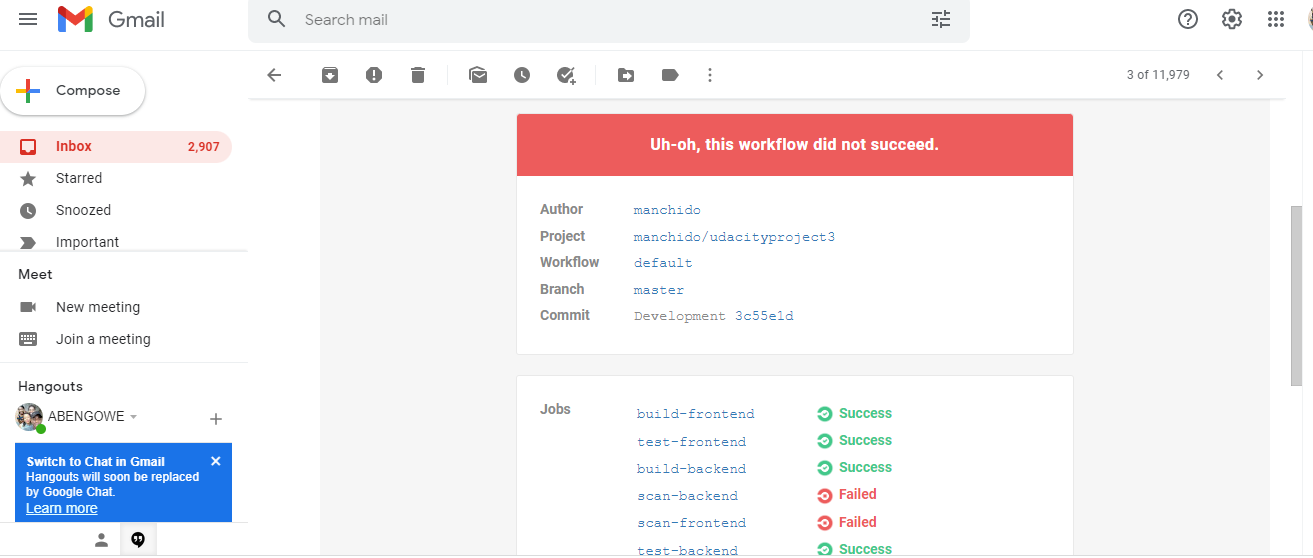 Gmail
Search mail
Compose
3 of 11,979
Inbox 2,907
Starred
Snoozed
Important
Meet
New meeting
Join a meeting
Hangouts
ABENGOWE
Switch to Chat in Gmail
Hangouts will soon be replaced
by Google Chat.
Learn more
Uh-oh, this workflow did not succeed.
Author manchido
Project manchido/udacityproject3
Workflow default
Branch master
Commit Development 3c55e1d
Jobs build-frontend Success
test-frontend Success
build-backend Success
scan-backend Failed
scan-frontend Failed
test-backend Success